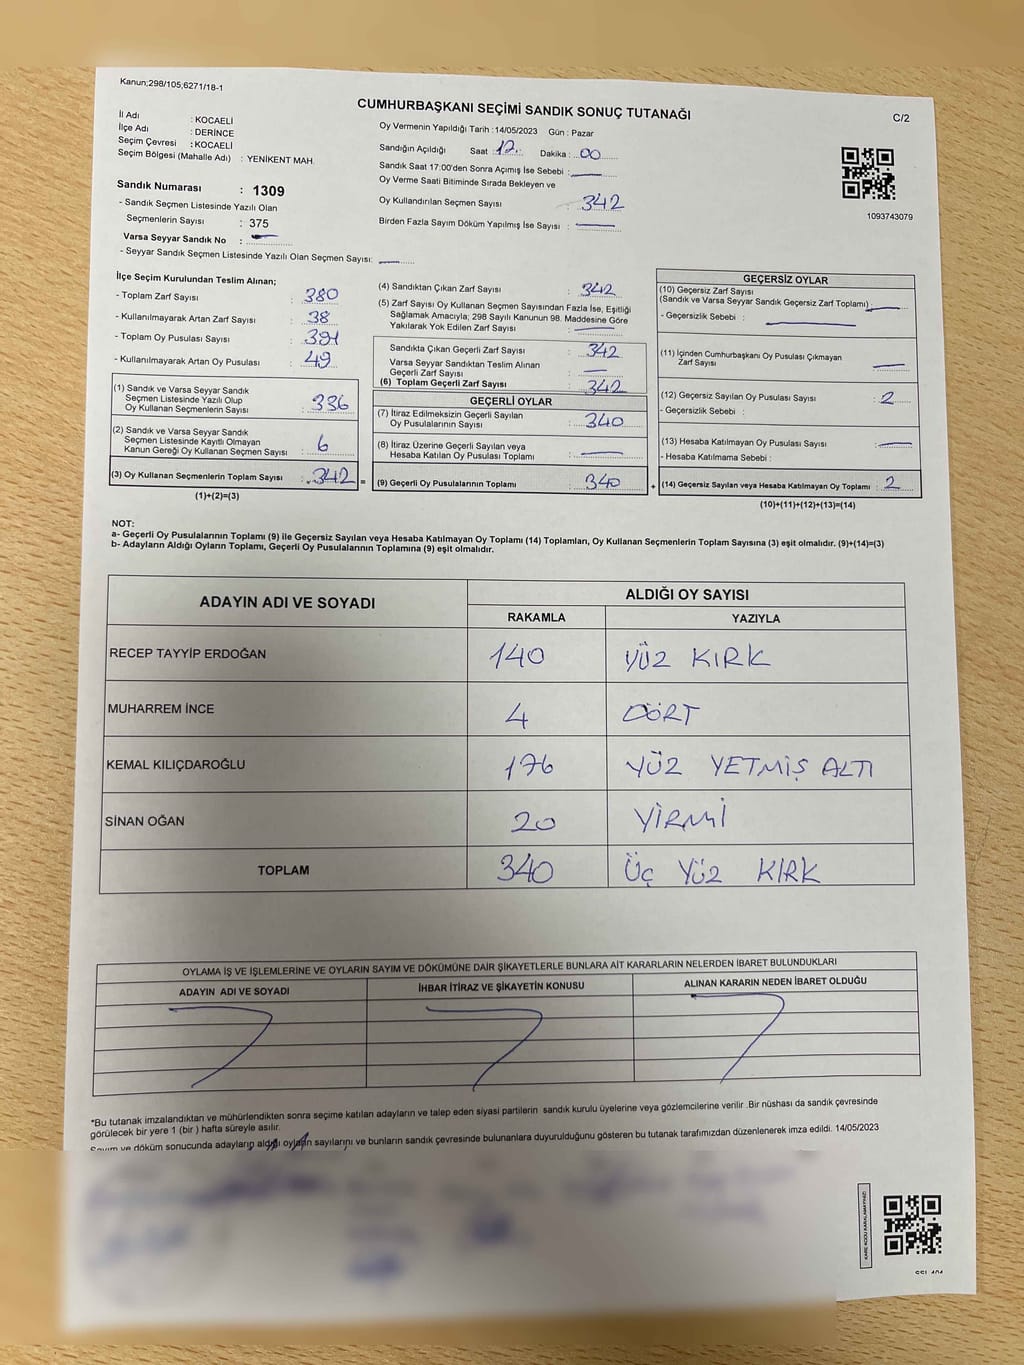 Kanun;298/105;6271/18-1
CUMHURBAŞKANI SEÇİMİ SANDIK SONUÇ TUTANAĞI
C/2
İl Adı : KOCAELİ
İlçe Adı : DERİNCE
Seçim Çevresi : KOCAELİ
Seçim Bölgesi (Mahalle Adı) : YENİKENT MAH.
Sandık Numarası : 1309
- Sandık Seçmen Listesinde Yazılı Olan
Seçmenlerin Sayısı : 375
Varsa Seyyar Sandık No :
- Seyyar Sandık Seçmen Listesinde Yazılı Olan Seçmen Sayısı:
Oy Vermenin Yapıldığı Tarih :14/05/2023 Gün : Pazar
Sandığın Açıldığı Saat : 12. Dakika : 00
Sandık Saat 17:00'den Sonra Açımış İse Sebebi :
Oy Verme Saati Bitiminde Sırada Bekleyen ve
Oy Kullandırılan Seçmen Sayısı : 342
Birden Fazla Sayım Döküm Yapılmış İse Sayısı :
1093743079
İlçe Seçim Kurulundan Teslim Alınan;
- Toplam Zarf Sayısı : 380
- Kullanılmayarak Artan Zarf Sayısı : 38
- Toplam Oy Pusulası Sayısı : 391
- Kullanılmayarak Artan Oy Pusulası : 49
(1) Sandık ve Varsa Seyyar Sandık
Seçmen Listesinde Yazılı Olup
Oy Kullanan Seçmenlerin Sayısı : 336
(2) Sandık ve Varsa Seyyar Sandık
Seçmen Listesinde Kayıtlı Olmayan
Kanun Gereği Oy Kullanan Seçmen Sayısı : 6
(3) Oy Kullanan Seçmenlerin Toplam Sayısı : 342 =
(1)+(2)=(3)
(4) Sandıktan Çıkan Zarf Sayısı : 342
(5) Zarf Sayısı Oy Kullanan Seçmen Sayısından Fazla İse, Eşitliği
Sağlamak Amacıyla; 298 Sayılı Kanunun 98. Maddesine Göre
Yakılarak Yok Edilen Zarf Sayısı :
Sandıkta Çıkan Geçerli Zarf Sayısı : 342
Varsa Seyyar Sandıktan Teslim Alınan
Geçerli Zarf Sayısı :
(6) Toplam Geçerli Zarf Sayısı : 342
GEÇERLİ OYLAR
(7) İtiraz Edilmeksizin Geçerli Sayılan
Oy Pusulalarının Sayısı : 340
(8) İtiraz Üzerine Geçerli Sayılan veya
Hesaba Katılan Oy Pusulası Toplamı :
(9) Geçerli Oy Pusulalarının Toplamı : 340 +
GEÇERSİZ OYLAR
(10) Geçersiz Zarf Sayısı
(Sandık ve Varsa Seyyar Sandık Geçersiz Zarf Toplamı) :
- Geçersizlik Sebebi :
(11) İçinden Cumhurbaşkanı Oy Pusulası Çıkmayan
Zarf Sayısı :
(12) Geçersiz Sayılan Oy Pusulası Sayısı : 2
- Geçersizlik Sebebi :
(13) Hesaba Katılmayan Oy Pusulası Sayısı :
- Hesaba Katılmama Sebebi :
(14) Geçersiz Sayılan veya Hesaba Katılmayan Oy Toplamı : 2
(10)+(11)+(12)+(13)=(14)
NOT:
a- Geçerli Oy Pusulalarının Toplamı (9) ile Geçersiz Sayılan veya Hesaba Katılmayan Oy Toplamı (14) Toplamları, Oy Kullanan Seçmenlerin Toplam Sayısına (3) eşit olmalıdır. (9)+(14)=(3)
b- Adayların Aldığı Oyların Toplamı, Geçerli Oy Pusulalarının Toplamına (9) eşit olmalıdır.
ADAYIN ADI VE SOYADI
ALDIĞI OY SAYISI
RAKAMLA YAZIYLA
RECEP TAYYİP ERDOĞAN 140 YÜZ KIRK
MUHARREM İNCE 4 DÖRT
KEMAL KILIÇDAROĞLU 176 YÜZ YETMİŞ ALTI
SİNAN OĞAN 20 YİRMİ
TOPLAM 340 ÜÇ YÜZ KIRK
OYLAMA İŞ VE İŞLEMLERİNE VE OYLARIN SAYIM VE DÖKÜMÜNE DAİR ŞİKAYETLERLE BUNLARA AİT KARARLARIN NELERDEN İBARET BULUNDUKLARI
ADAYIN ADI VE SOYADI İHBAR İTİRAZ VE ŞİKAYETİN KONUSU ALINAN KARARIN NEDEN İBARET OLDUĞU
*Bu tutanak imzalandıktan ve mühürlendikten sonra seçime katılan adayların ve talep eden siyasi partilerin sandık kurulu üyelerine veya gözlemcilerine verilir .Bir nüshası da sandık çevresinde
görülecek bir yere 1 (bir ) hafta süreyle asılır.
Sayım ve döküm sonucunda adayların aldığı oyların sayılarını ve bunların sandık çevresinde bulunanlara duyurulduğunu gösteren bu tutanak tarafımızdan düzenlenerek imza edildi. 14/05/2023
KARE KODU KARALAMAYINIZ!